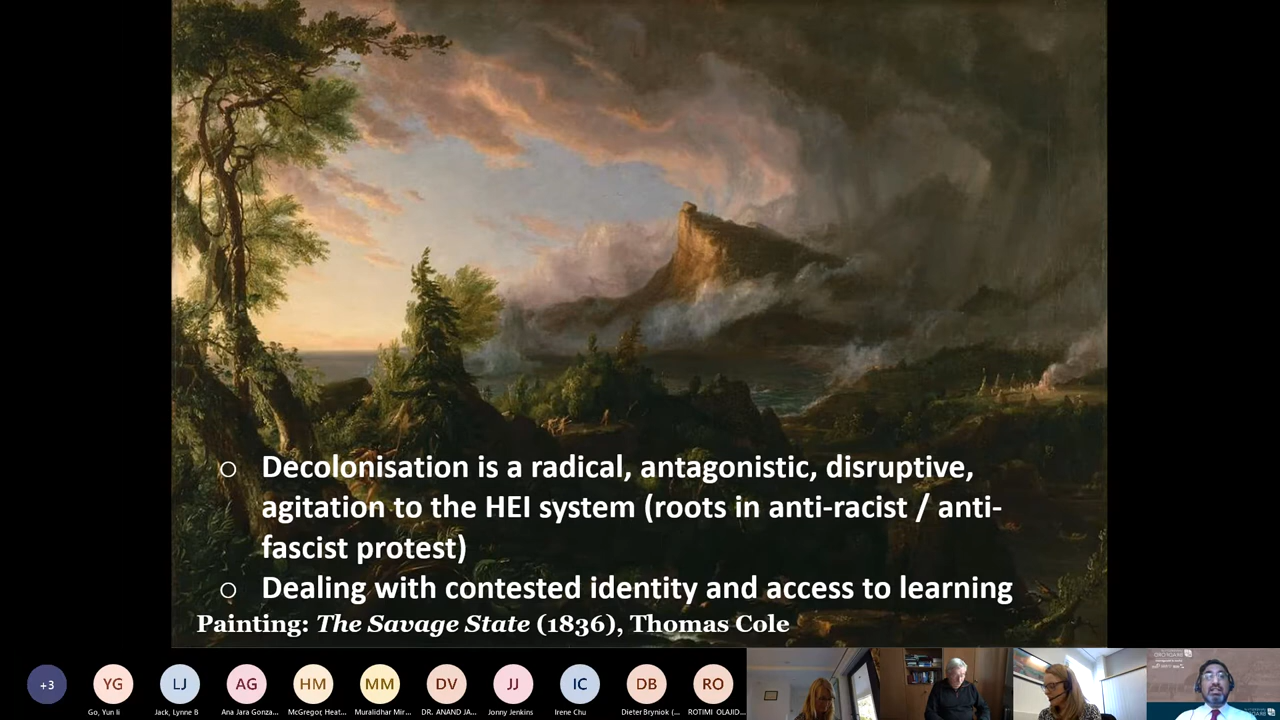 ○ Decolonisation is a radical, antagonistic, disruptive,
agitation to the HEI system (roots in anti-racist / anti-
fascist protest)
○ Dealing with contested identity and access to learning
Painting: The Savage State (1836), Thomas Cole
+3 YG LJ AG HM MM DV JJ IC DB RO
Go, Yun li Jack, Lynne B Ana Jara Gonza... McGregor, Heat... Muralidhar Mir... DR. ANAND JA... Jonny Jenkins Irene Chu Dieter Bryniok (... ROTIMI OLAJID...